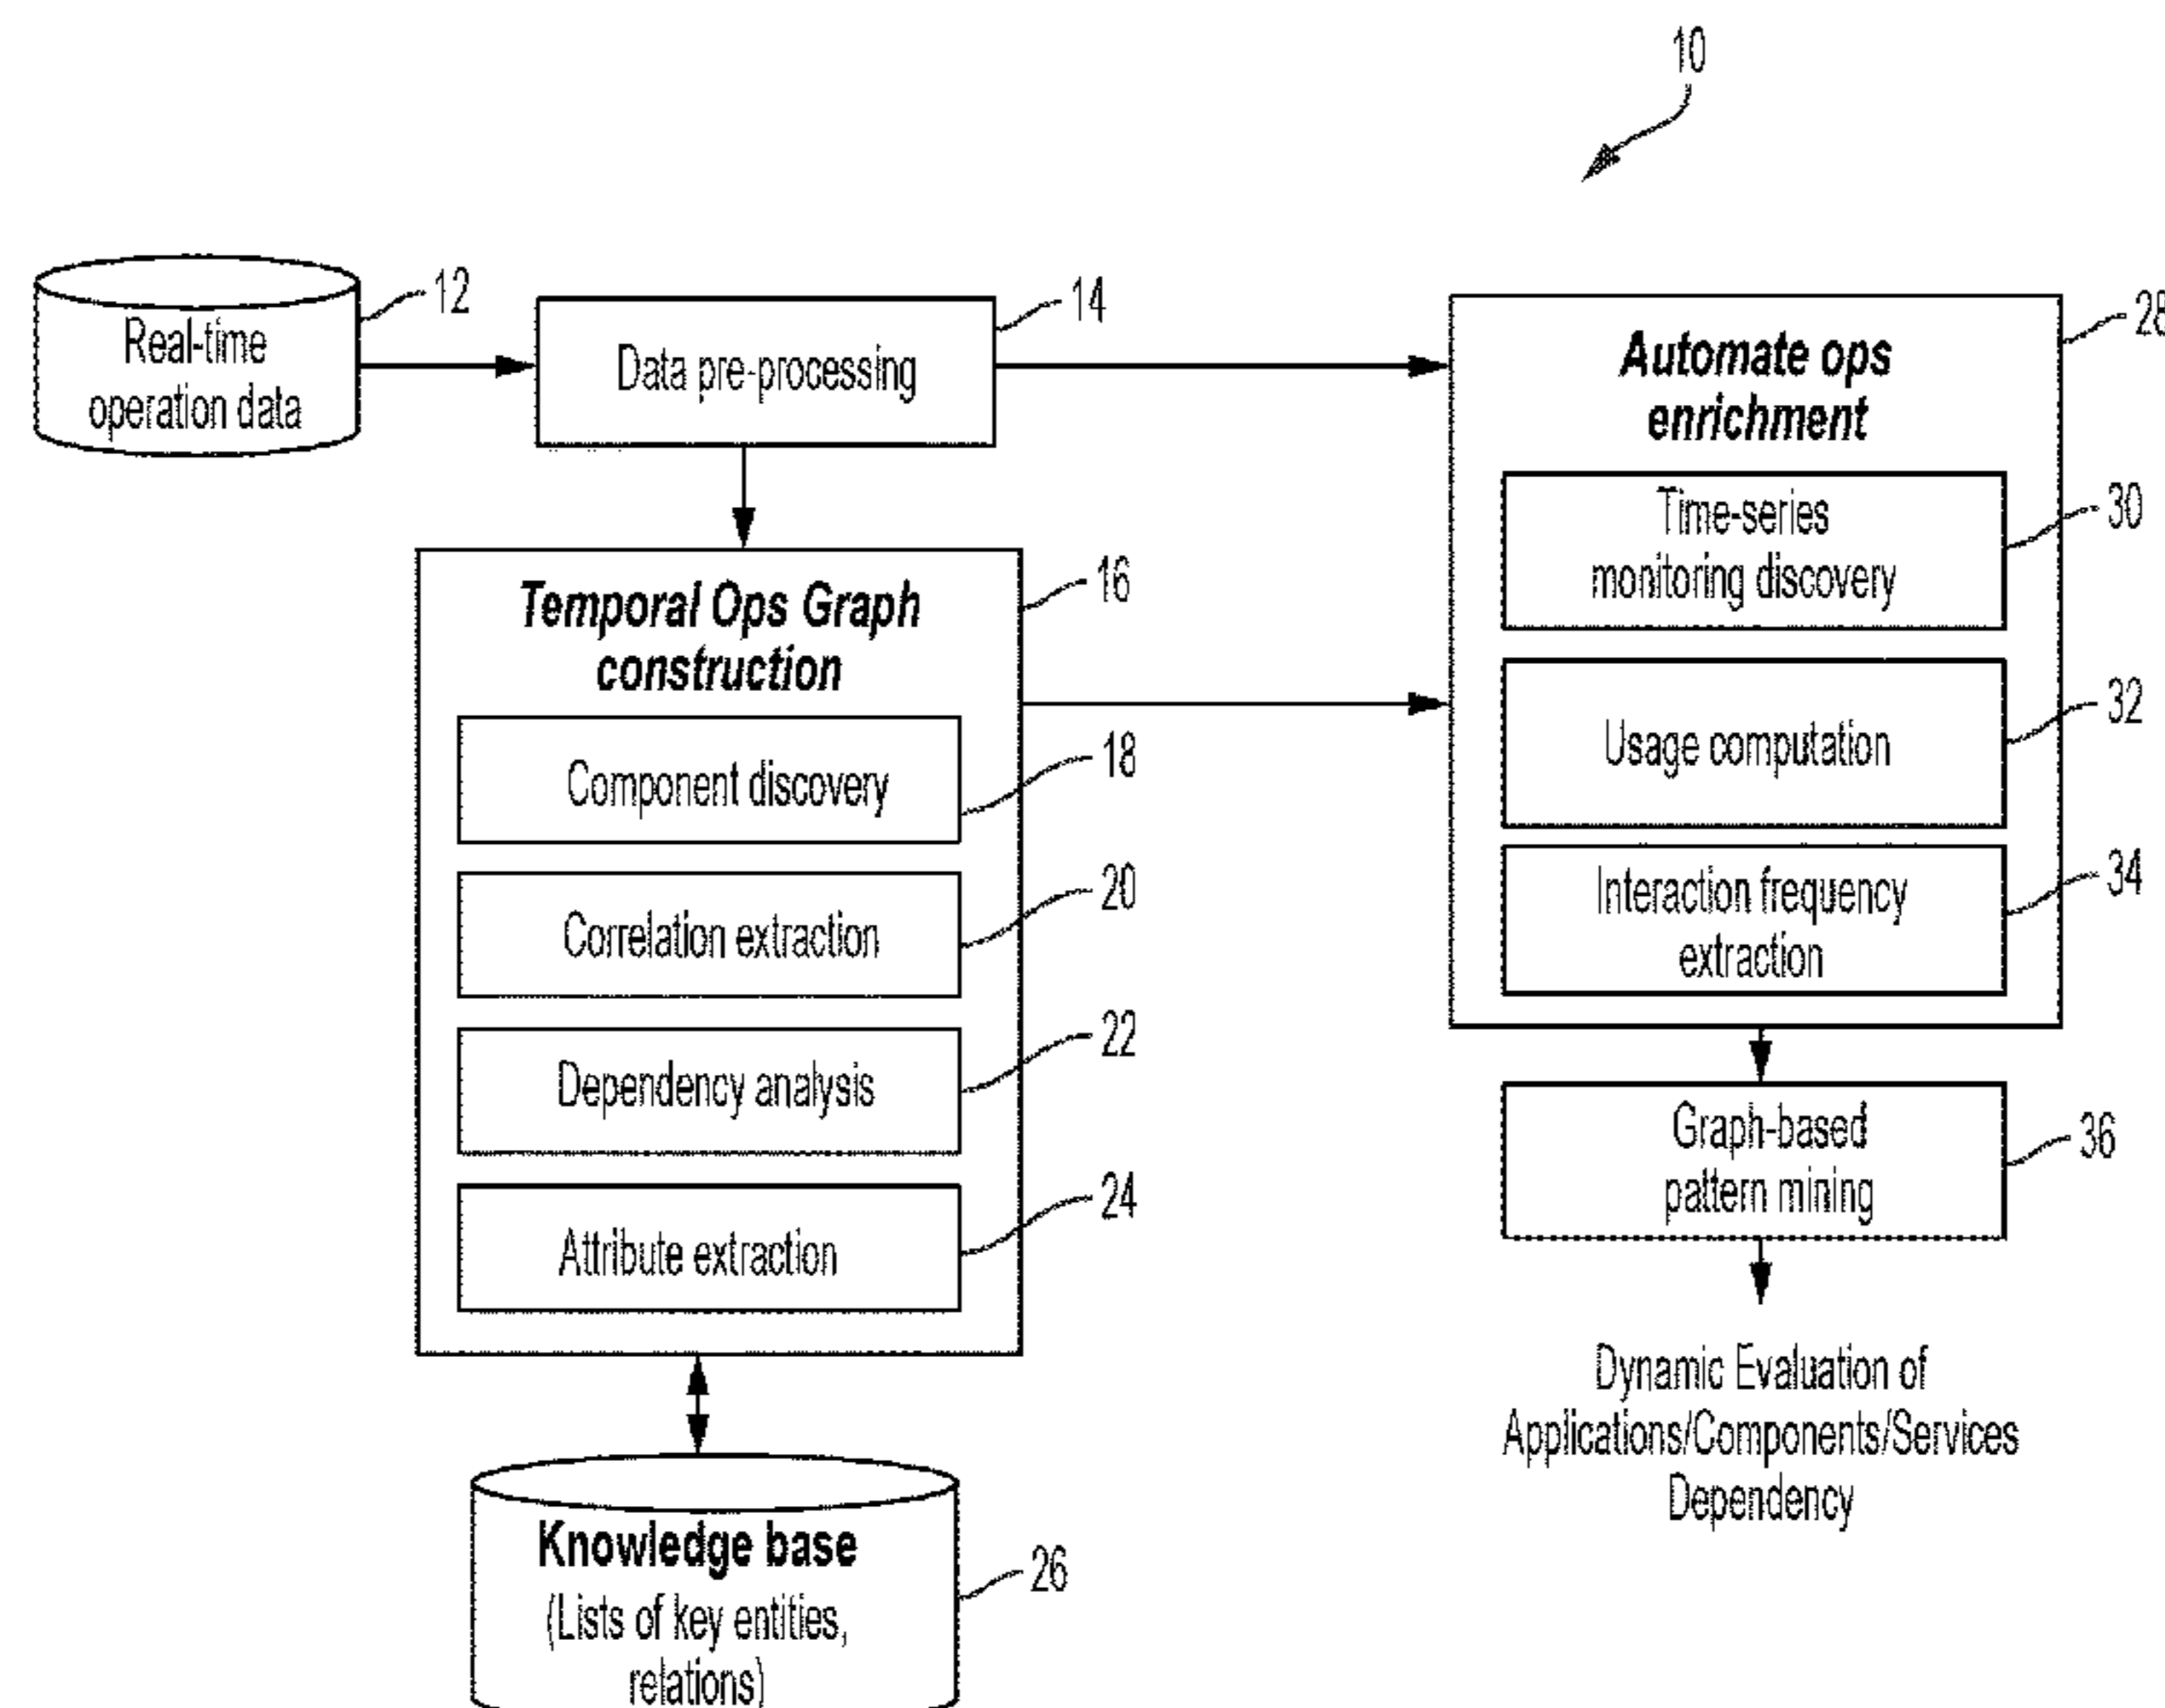 10
12
Real-time
operation data
14
Data pre-processing
28
Automate ops
enrichment
Time-series
monitoring discovery
30
Usage computation
32
Interaction frequency
extraction
34
16
Temporal Ops Graph
construction
Component discovery
18
Correlation extraction
20
Dependency analysis
22
Attribute extraction
24
Graph-based
pattern mining
36
Dynamic Evaluation of
Applications/Components/Services
Dependency
Knowledge base
(Lists of key entities,
relations)
26